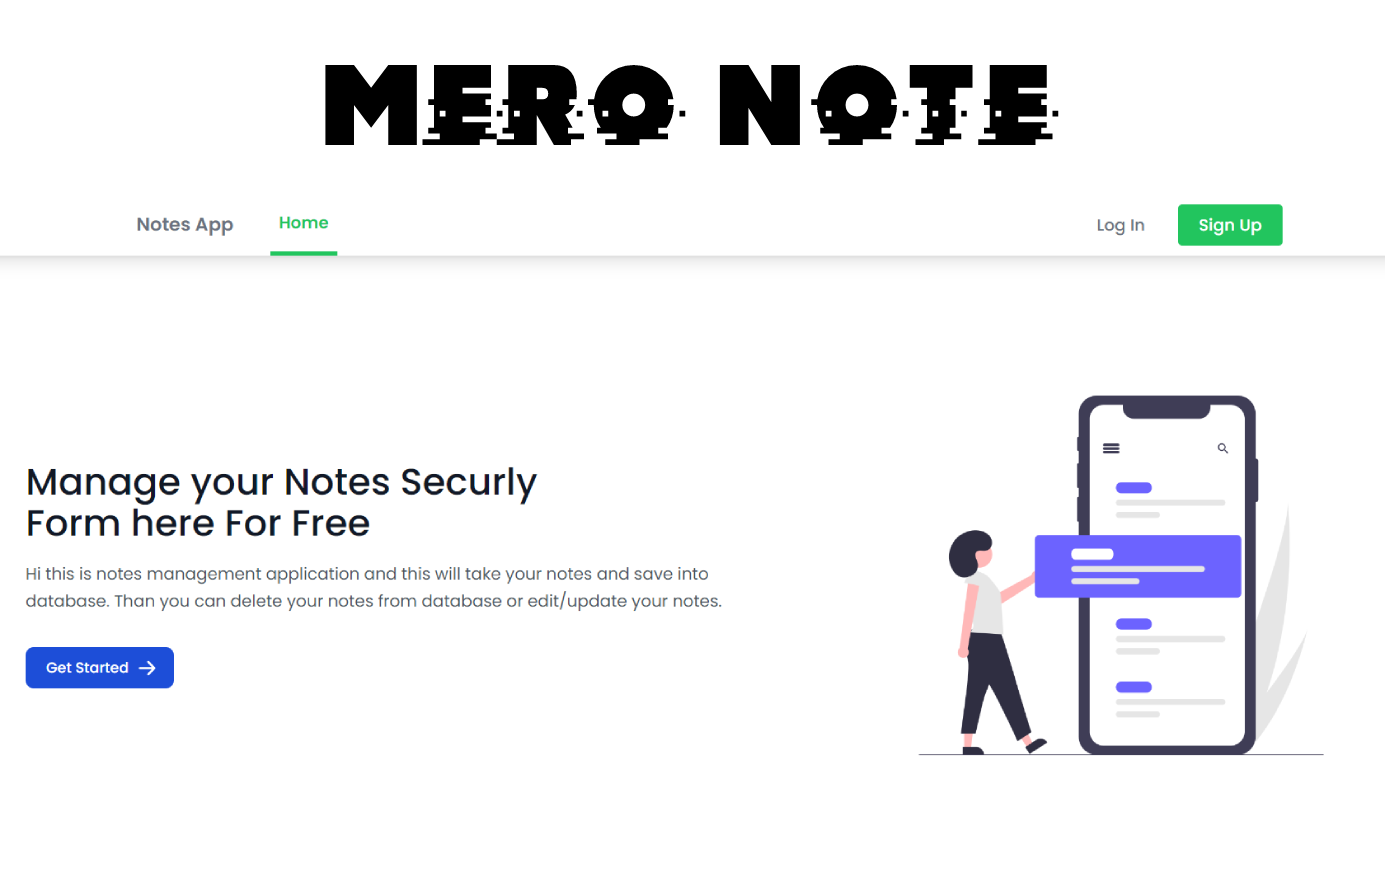 MERO NOTE
Notes App
Home
Log In
Sign Up
Manage your Notes Securly
Form here For Free
Hi this is notes management application and this will take your notes and save into
database. Than you can delete your notes from database or edit/update your notes.
Get Started